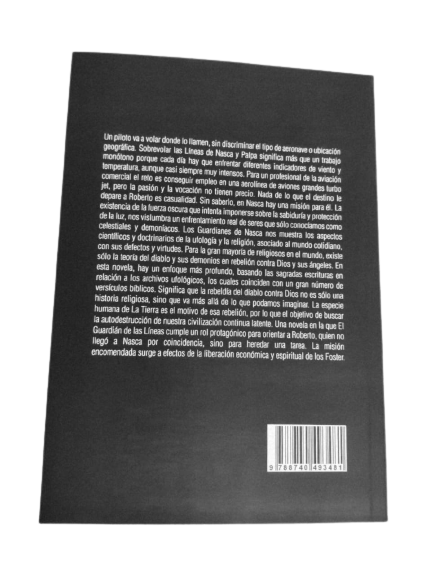 Un piloto va a volar donde lo llamen, sin discriminar el tipo de aeronave o ubicación
geográfica. Sobrevolar las Líneas de Nasca y Palpa significa más que un trabajo
monótono porque cada día hay que enfrentar diferentes indicadores de viento y
temperatura, aunque casi siempre muy intensos. Para un profesional de la aviación
comercial el reto es conseguir empleo en una aerolínea de aviones grandes turbo
jet, pero la pasión y la vocación no tienen precio. Nada de lo que el destino le
depare a Roberto es casualidad. Sin saberlo, en Nasca hay una misión para él. La
existencia de la fuerza oscura que intenta imponerse sobre la sabiduría y protección
de la luz, nos vislumbra un enfrentamiento real de seres que sólo conocíamos como
celestiales y demoníacos. Los Guardianes de Nasca nos muestra los aspectos
científicos y doctrinarios de la ufología y la religión, asociado al mundo cotidiano,
con sus defectos y virtudes. Para la gran mayoría de religiosos en el mundo, existe
sólo la teoría del diablo y sus demonios en rebelión contra Dios y sus ángeles. En
esta novela, hay un enfoque más profundo, basando las sagradas escrituras en
relación a los archivos ufológicos, los cuales coinciden con un gran número de
versículos bíblicos. Significa que la rebeldía del diablo contra Dios no es sólo una
historia religiosa, sino que va más allá de lo que podamos imaginar. La especie
humana de La Tierra es el motivo de esa rebelión, por lo que el objetivo de buscar
la autodestrucción de nuestra civilización continua latente. Una novela en la que El
Guardián de las Líneas cumple un rol protagónico para orientar a Roberto, quien no
llegó a Nasca por coincidencia, sino para heredar una tarea. La misión
encomendada surge a efectos de la liberación económica y espiritual de los Foster.
9 786740 493481